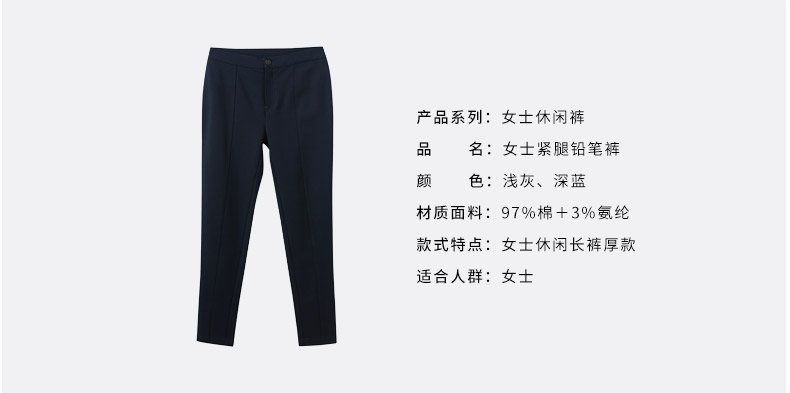 产品系列：女士休闲裤
品　　名：女士紧腿铅笔裤
颜　　色：浅灰、深蓝
材质面料：97%棉＋3%氨纶
款式特点：女士休闲长裤厚款
适合人群：女士